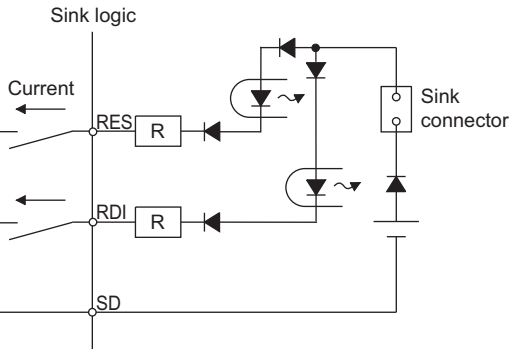 Sink logic
Current
RES
R
Sink
connector
RDI
R
SD